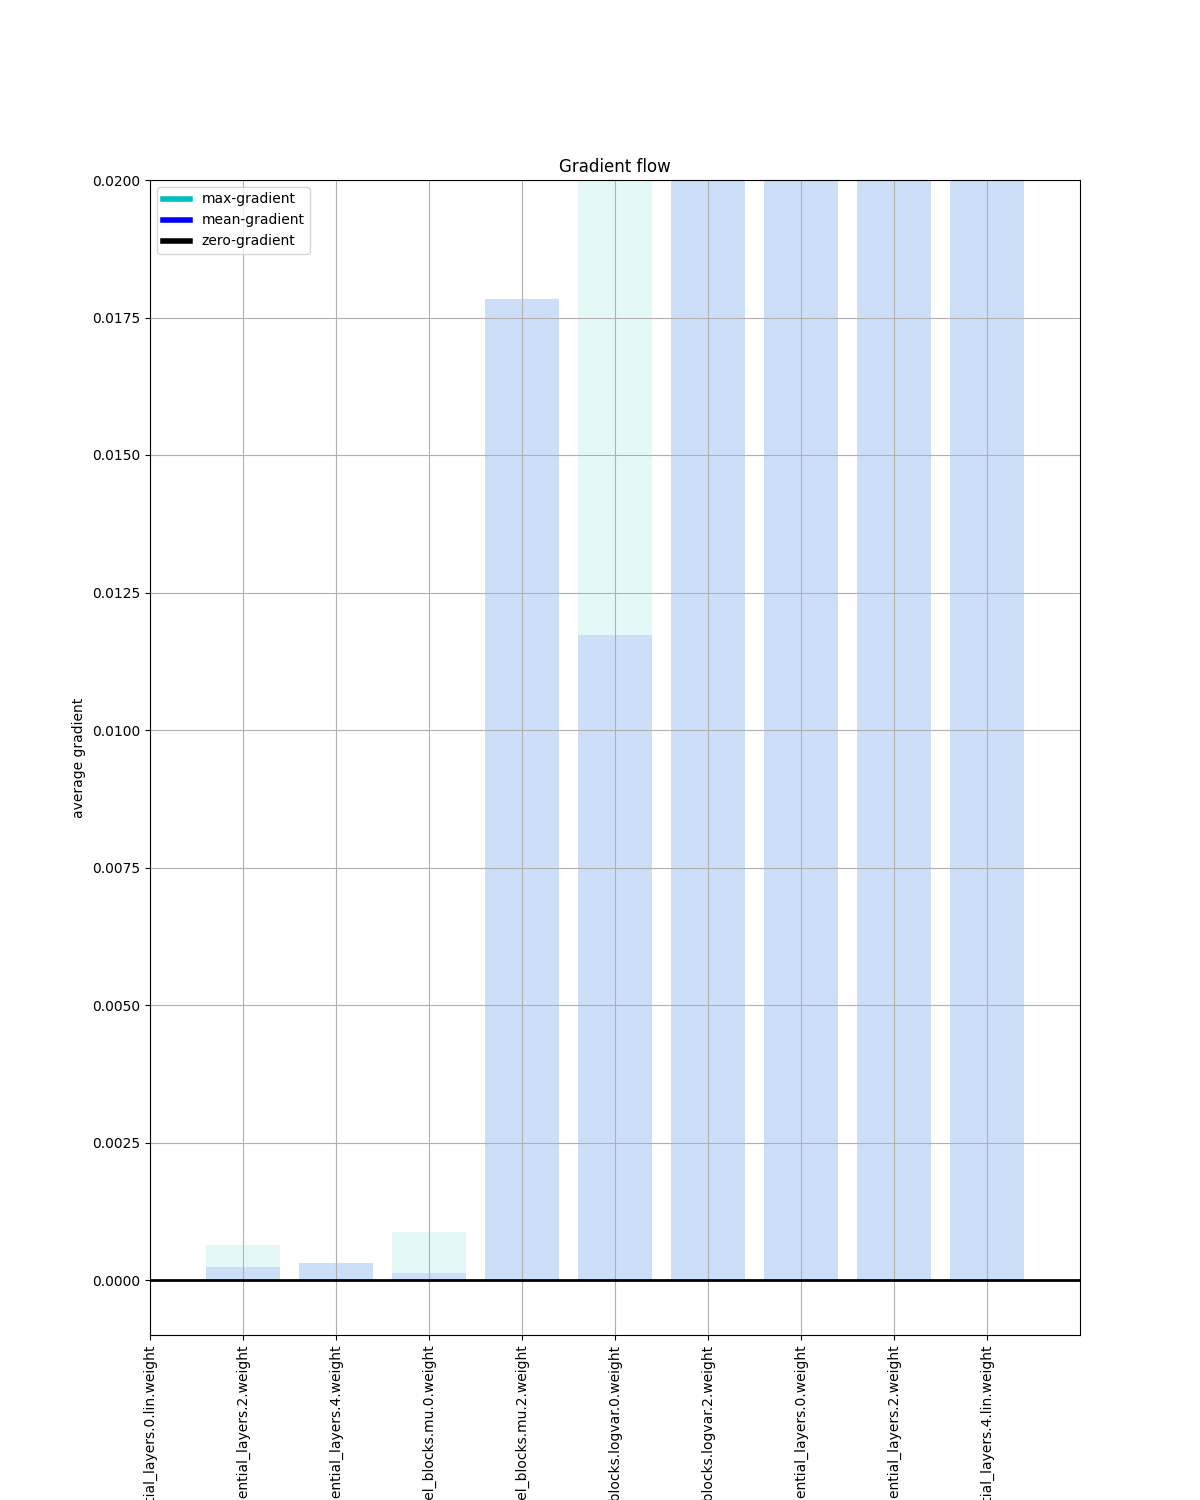 Gradient flow
max-gradient
mean-gradient
zero-gradient
0.0200
0.0175
0.0150
0.0125
0.0100
0.0075
0.0050
0.0025
0.0000
average gradient
tial_layers.0.lin.weight
ential_layers.2.weight
ential_layers.4.weight
el_blocks.mu.0.weight
el_blocks.mu.2.weight
blocks.logvar.0.weight
blocks.logvar.2.weight
ential_layers.0.weight
ential_layers.2.weight
tial_layers.4.lin.weight